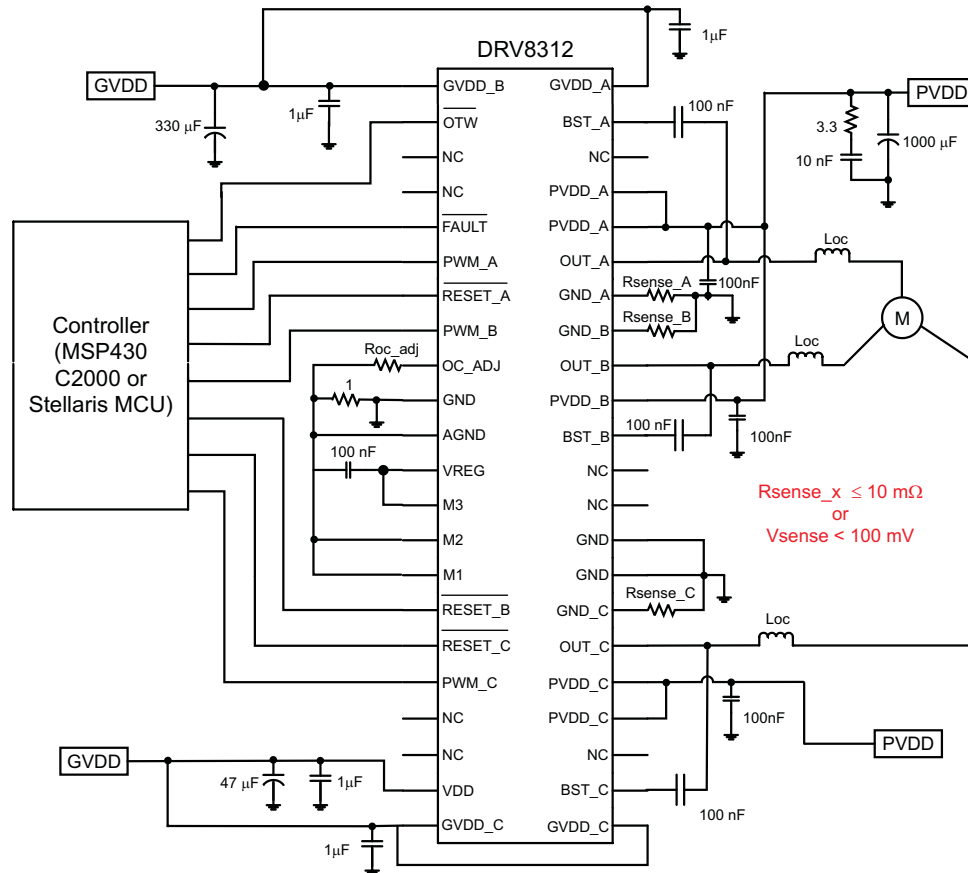 DRV8312
1μF
GVDD
330 μF
1μF
GVDD_B
OTW
NC
NC
FAULT
PWM_A
RESET_A
PWM_B
OC_ADJ
GND
AGND
VREG
M3
M2
M1
RESET_B
RESET_C
PWM_C
NC
NC
VDD
GVDD_C
GVDD_A
BST_A
NC
PVDD_A
PVDD_A
OUT_A
GND_A
GND_B
OUT_B
PVDD_B
BST_B
NC
NC
GND
GND
GND_C
OUT_C
PVDD_C
PVDD_C
NC
BST_C
GVDD_C
Controller
(MSP430
C2000 or
Stellaris MCU)
Roc_adj
1
100 nF
GVDD
47 μF
1μF
1μF
100 nF
PVDD
3.3
10 nF
1000 μF
Loc
Rsense_A
100nF
Rsense_B
M
Loc
100 nF
100nF
Rsense_x ≤ 10 mΩ
or
Vsense < 100 mV
Rsense_C
Loc
100nF
PVDD
100 nF